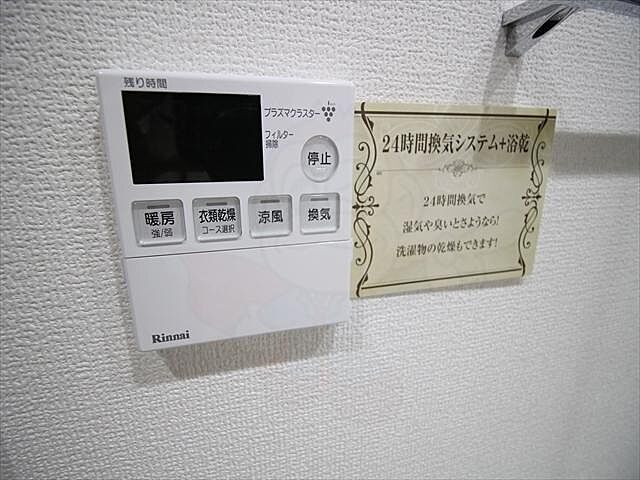 残り時間
プラズマクラスター
フィルター
掃除
停止
暖房
強/弱
衣類乾燥
コース選択
涼風
換気
Rinnai
24時間換気システム+浴乾
24時間換気で
湿気や臭いとさようなら!
洗濯物の乾燥もできます!